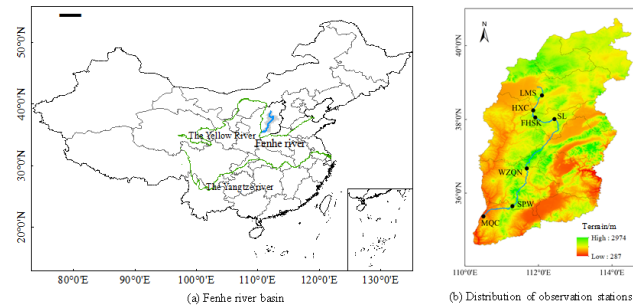 50°0'N
40°0'N
30°0'N
20°0'N
The Yellow River
Fenhe river
The Yangtze river
80°0'E
90°0'E
100°0'E
110°0'E
120°0'E
130°0'E
(a) Fenhe river basin
N
40°0'N
38°0'N
36°0'N
LMS
HXC
FHSK
SL
WZQN
SPW
MQC
Terrain/m
High : 2974
Low : 287
110°0'E
112°0'E
114°0'E
(b) Distribution of observation stations